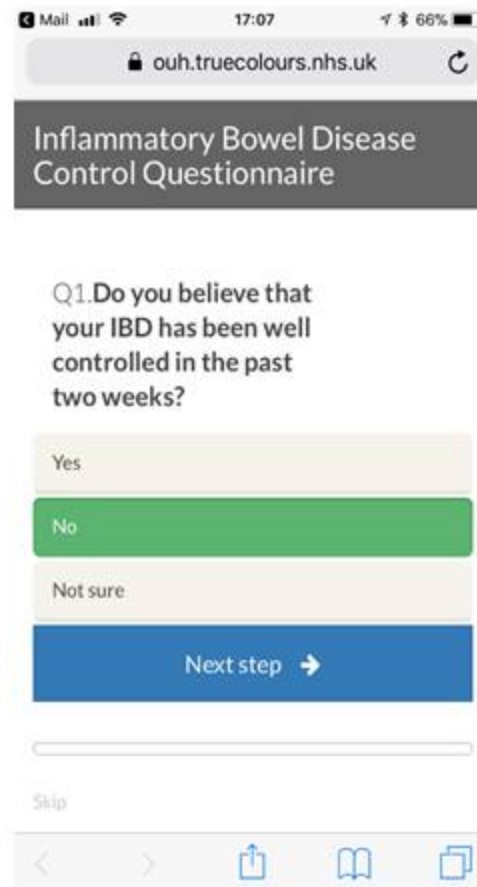 Mail 17:07 66%
ouh.truecolours.nhs.uk
Inflammatory Bowel Disease
Control Questionnaire
Q1.Do you believe that
your IBD has been well
controlled in the past
two weeks?
Yes
No
Not sure
Next step
Skip